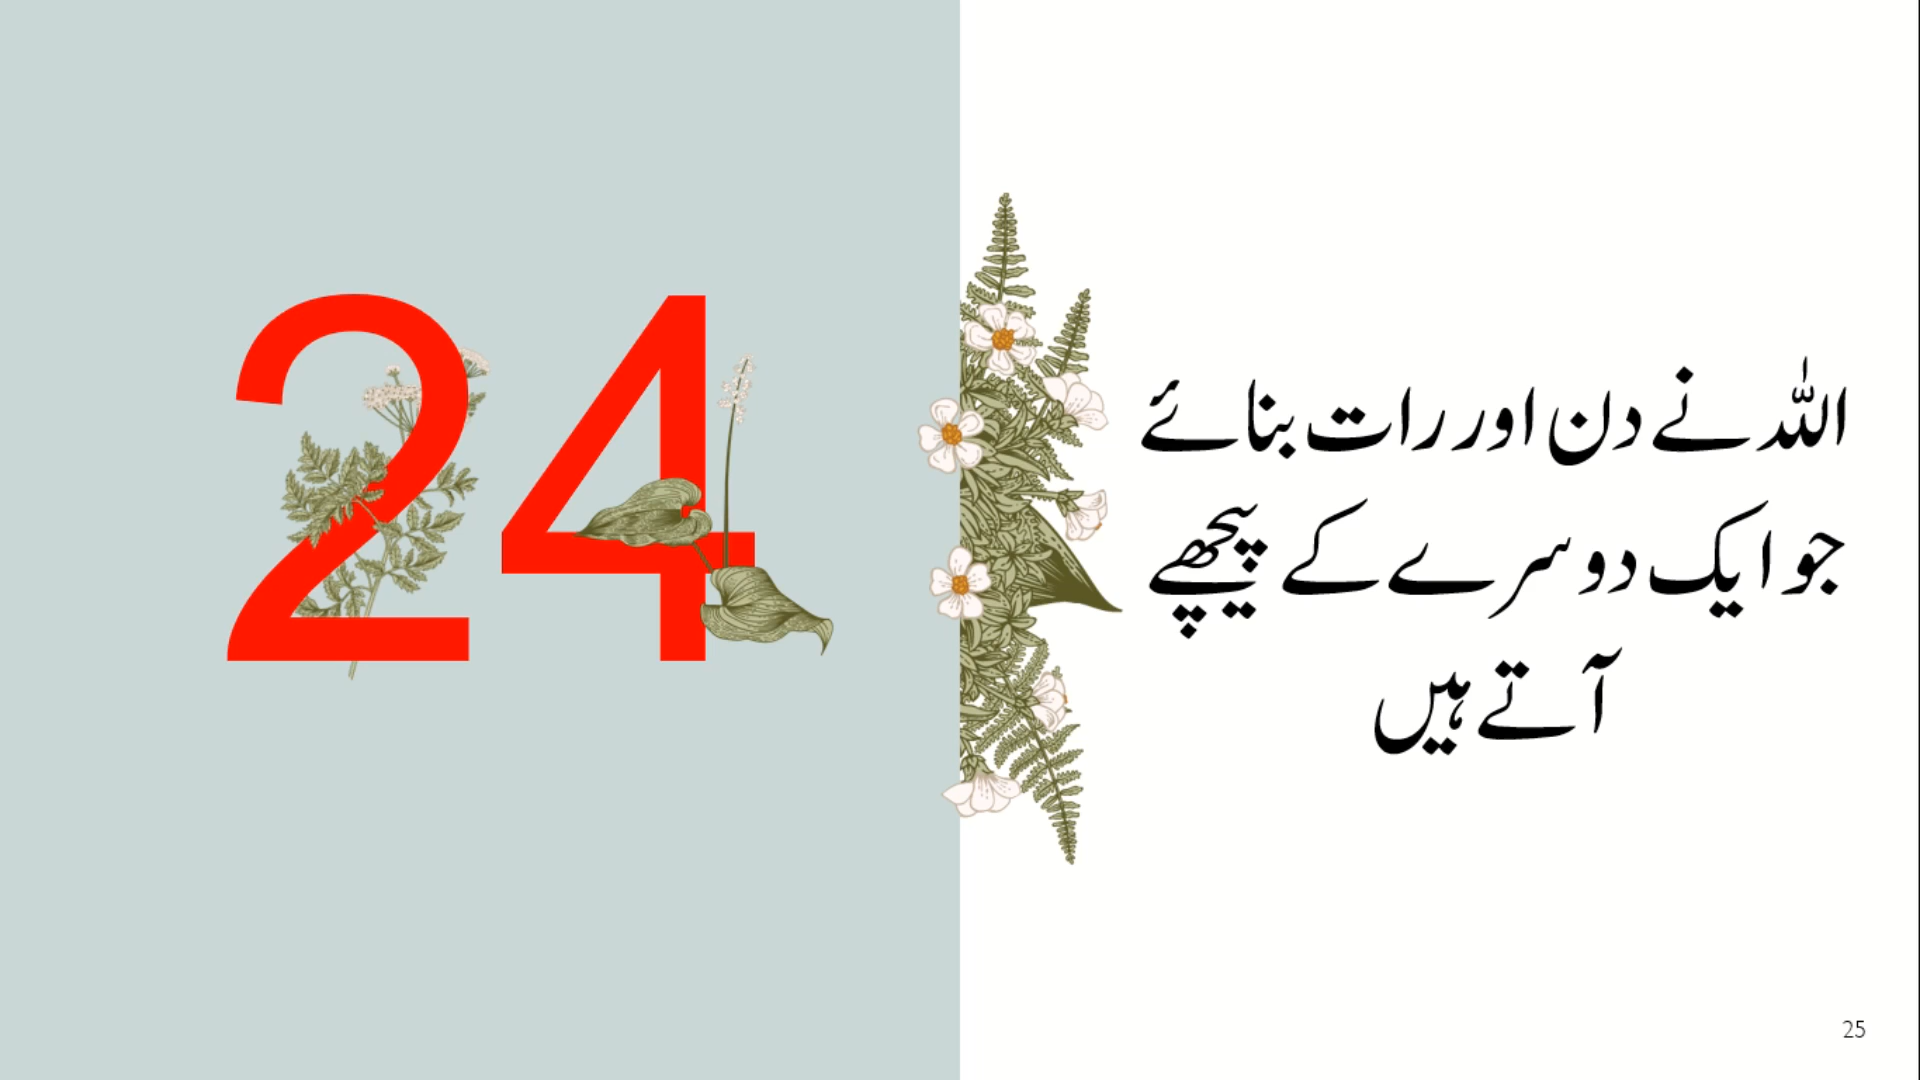 24
اللہ نے دن اور رات بنائے
جو ایک دوسرے کے پیچھے
آتے ہیں
25